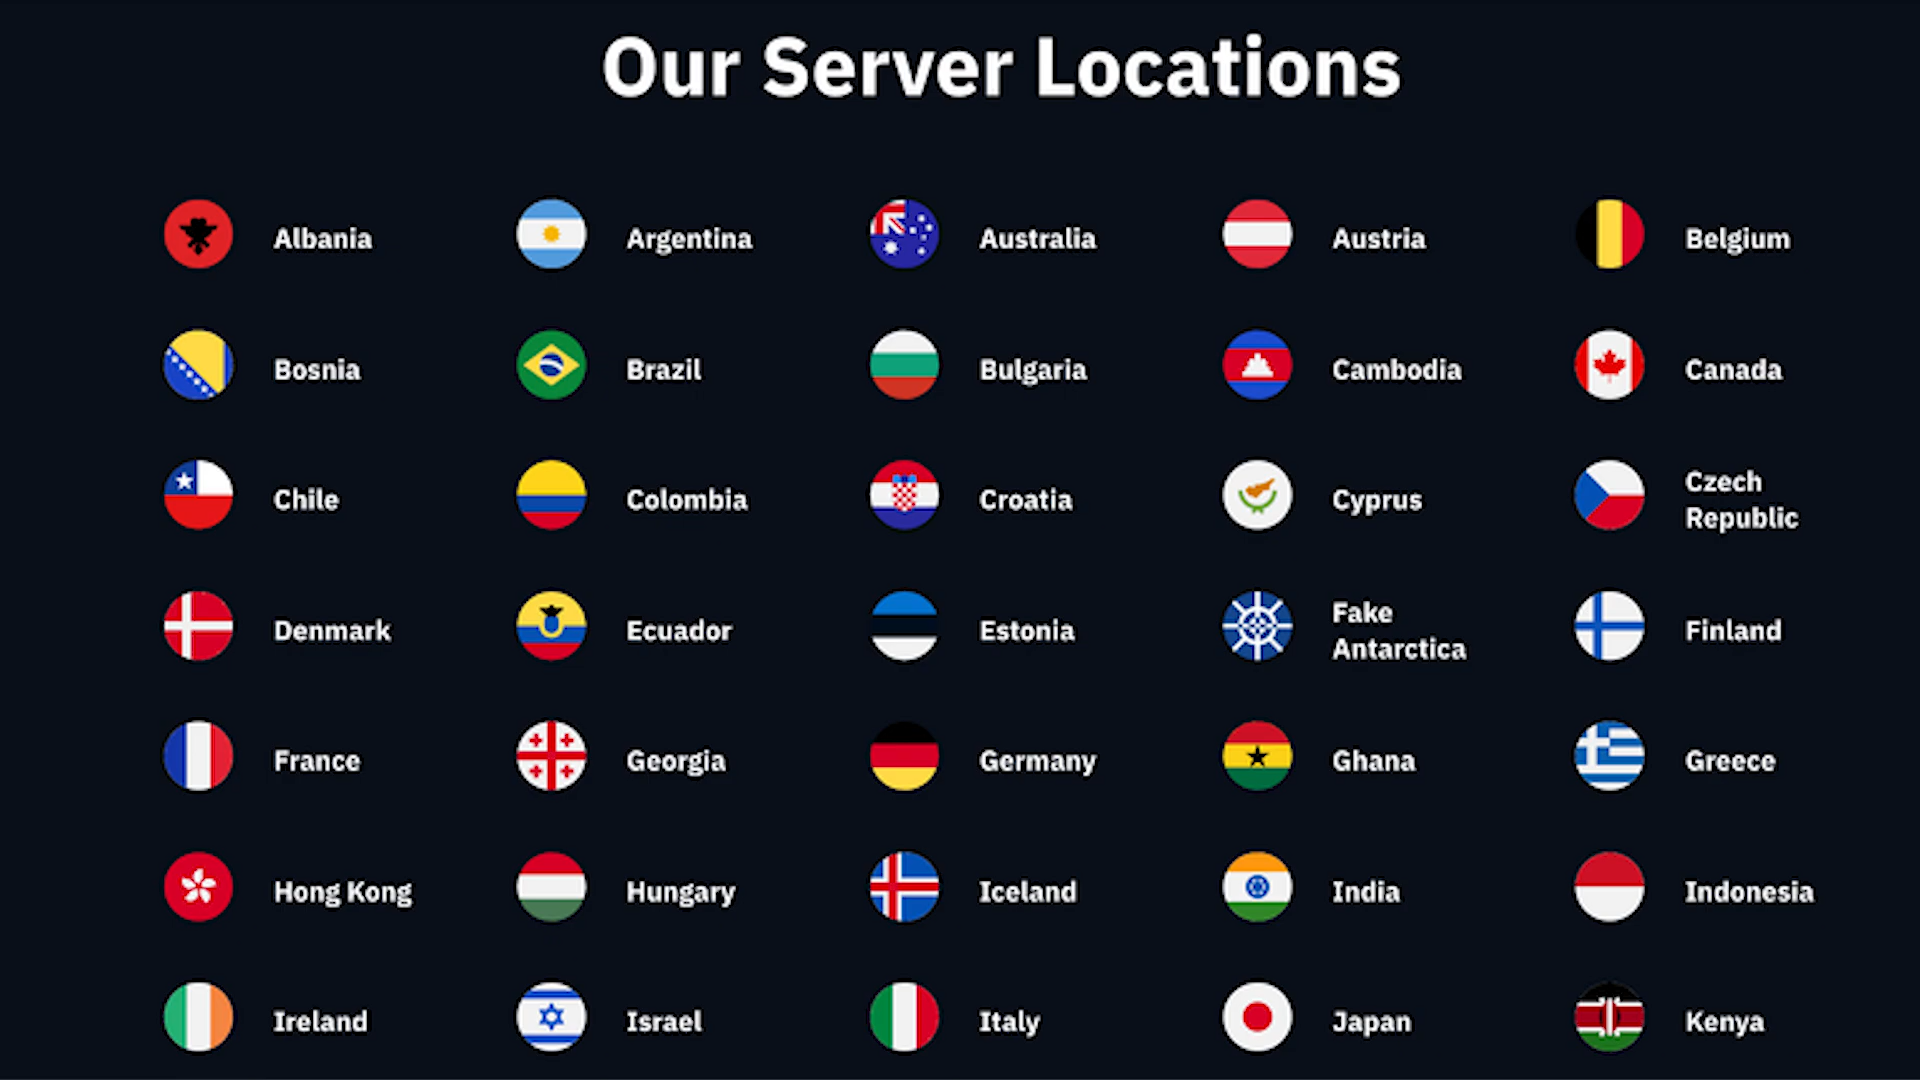 Our Server Locations
Albania
Argentina
Australia
Austria
Belgium
Bosnia
Brazil
Bulgaria
Cambodia
Canada
Chile
Colombia
Croatia
Cyprus
Czech
Republic
Denmark
Ecuador
Estonia
Fake
Antarctica
Finland
France
Georgia
Germany
Ghana
Greece
Hong Kong
Hungary
Iceland
India
Indonesia
Ireland
Israel
Italy
Japan
Kenya